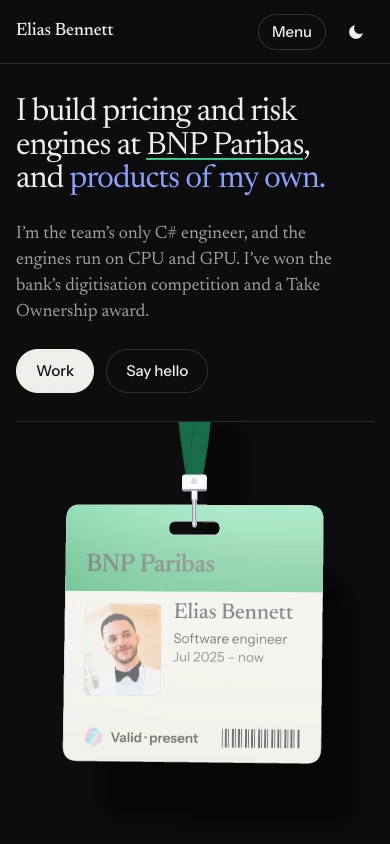 Elias Bennett
Menu
I build pricing and risk
engines at BNP Paribas,
and products of my own.
I’m the team’s only C# engineer, and the
engines run on CPU and GPU. I’ve won the
bank’s digitisation competition and a Take
Ownership award.
Work
Say hello
BNP Paribas
Elias Bennett
Software engineer
Jul 2025 – now
Valid · present